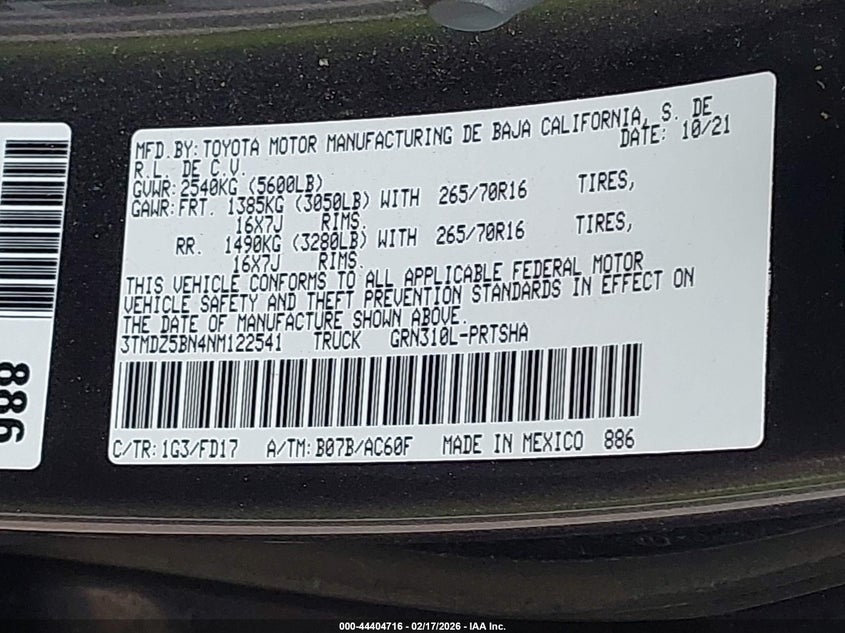 MFD.BY:TOYOTA MOTOR MANUFACTURING DE BAJA CALIFORNIA, S. DE
R.L. DE C.V. DATE: 10/21
GVWR:2540KG (5600LB)
GAWR:FRT. 1385KG (3050LB) WITH 265/70R16 TIRES,
16X7J RIMS.
RR. 1490KG (3280LB) WITH 265/70R16 TIRES,
16X7J RIMS.
THIS VEHICLE CONFORMS TO ALL APPLICABLE FEDERAL MOTOR
VEHICLE SAFETY AND THEFT PREVENTION STANDARDS IN EFFECT ON
THE DATE OF MANUFACTURE SHOWN ABOVE.
3TMDZ5BN4NM122541 TRUCK GRN310L-PRTSHA
C/TR:1G3/FD17 A/TM:B07B/AC60F MADE IN MEXICO 886
988
000-44404716 - 02/17/2026 - IAA Inc.